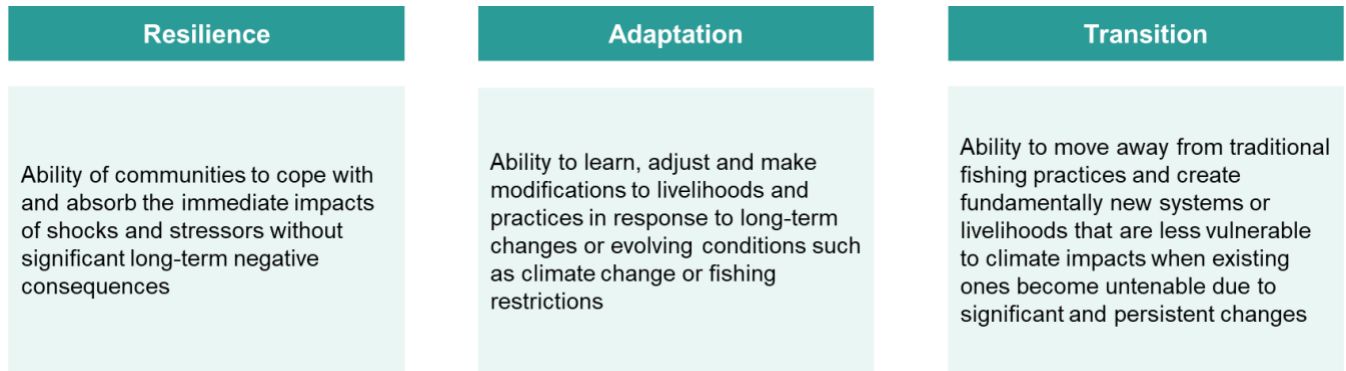 Resilience
Ability of communities to cope with
and absorb the immediate impacts
of shocks and stressors without
significant long-term negative
consequences
Adaptation
Ability to learn, adjust and make
modifications to livelihoods and
practices in response to long-term
changes or evolving conditions such
as climate change or fishing
restrictions
Transition
Ability to move away from traditional
fishing practices and create
fundamentally new systems or
livelihoods that are less vulnerable
to climate impacts when existing
ones become untenable due to
significant and persistent changes